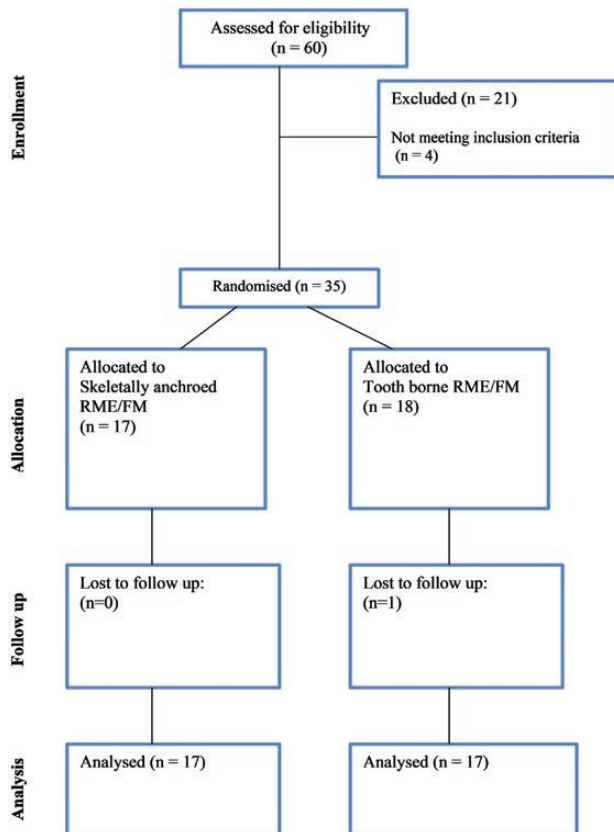 Assessed for eligibility
(n = 60)
Enrollment
Excluded (n = 21)
Not meeting inclusion criteria
(n = 4)
Randomised (n = 35)
Allocation
Allocated to
Skeletally anchroed
RME/FM
(n = 17)
Allocated to
Tooth borne RME/FM
(n = 18)
Follow up
Lost to follow up:
(n=0)
Lost to follow up:
(n=1)
Analysis
Analysed (n = 17)
Analysed (n = 17)